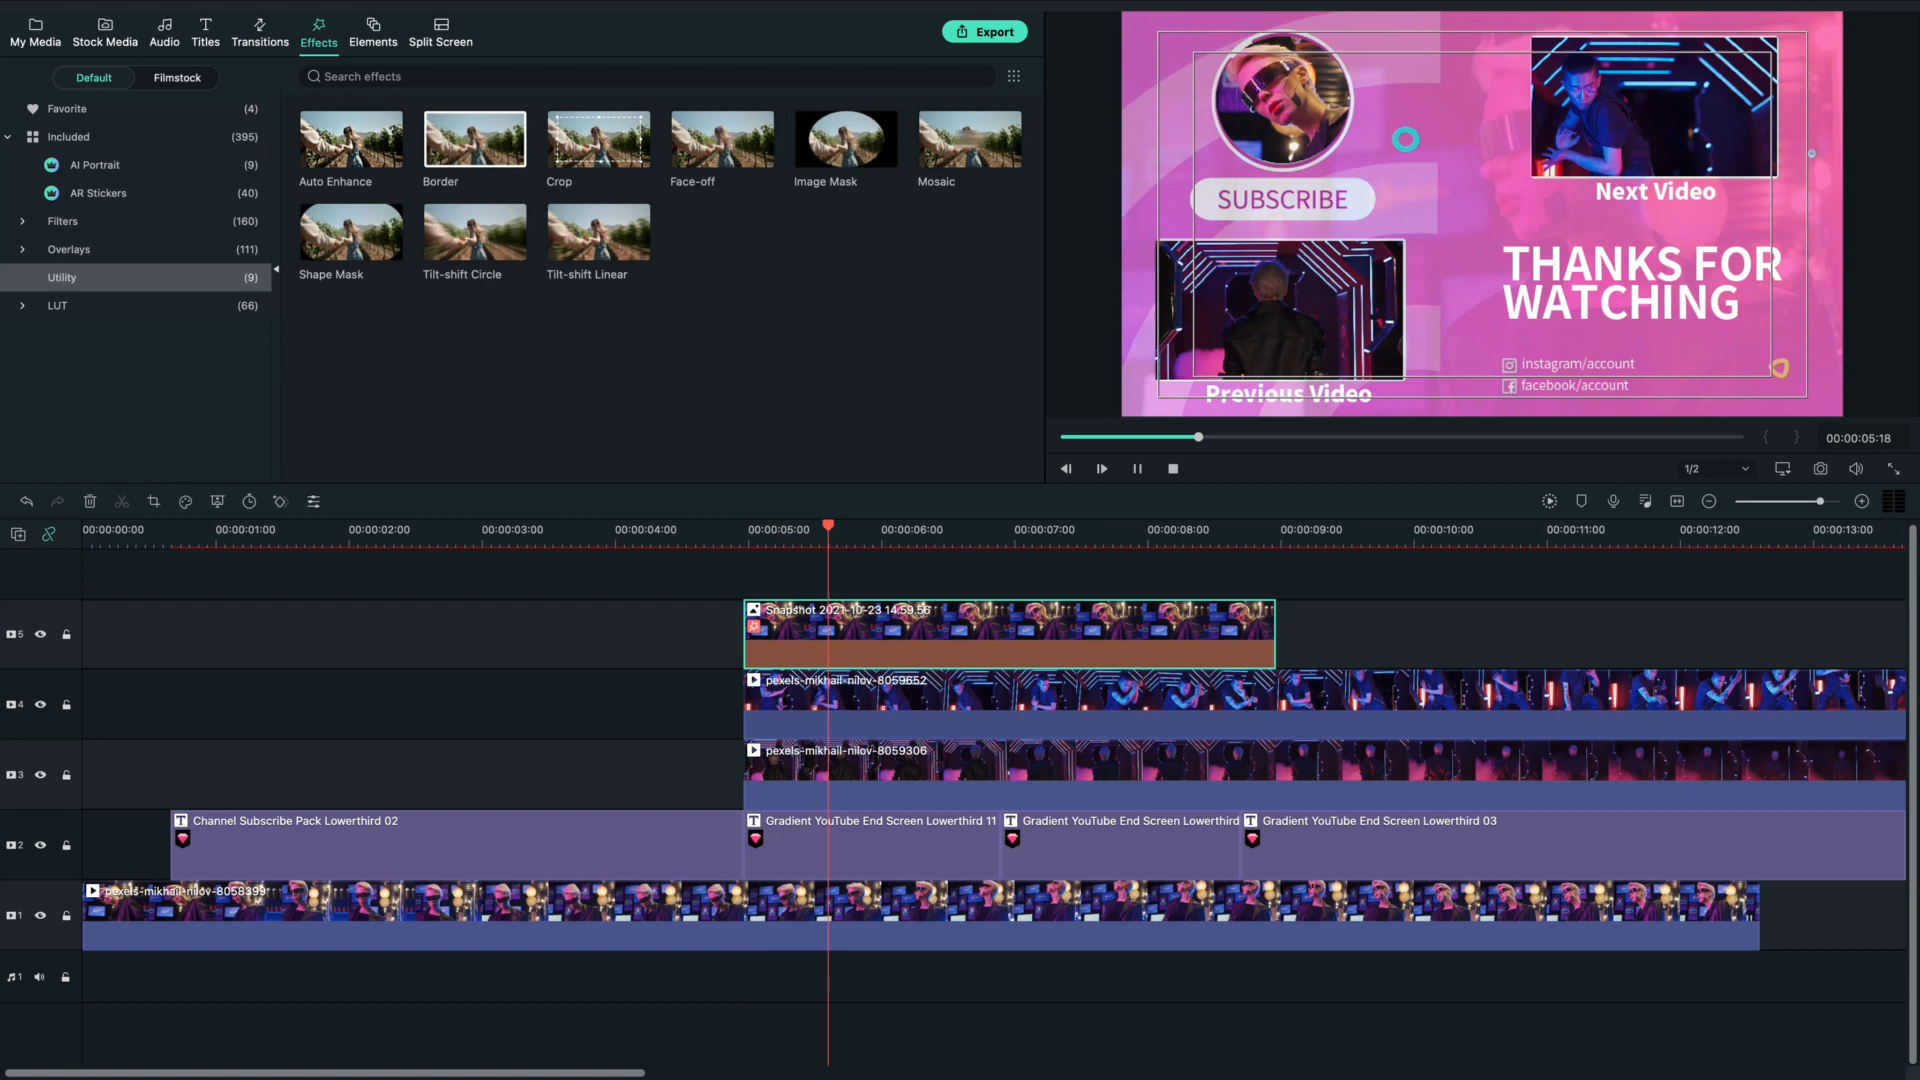 My Media Stock Media Audio Titles Transitions Effects Elements Split Screen
Export
Default Filmstock
Search effects
Favorite (4)
Included (395)
AI Portrait (9)
AR Stickers (40)
Filters (160)
Overlays (111)
Utility (9)
LUT (66)
Auto Enhance Border Crop Face-off Image Mask Mosaic
Shape Mask Tilt-shift Circle Tilt-shift Linear
SUBSCRIBE
Next Video
THANKS FOR
WATCHING
instagram/account
facebook/account
Previous Video
00:00:05:18
1/2
00:00:00:00 00:00:01:00 00:00:02:00 00:00:03:00 00:00:04:00 00:00:05:00 00:00:06:00 00:00:07:00 00:00:08:00 00:00:09:00 00:00:10:00 00:00:11:00 00:00:12:00 00:00:13:00
5
Snapshot 2021-10-23 14.59.56
4
pexels-mikhail-nilov-8059652
3
pexels-mikhail-nilov-8059306
2
Channel Subscribe Pack Lowerthird 02
Gradient YouTube End Screen Lowerthird 11
Gradient YouTube End Screen Lowerthird
Gradient YouTube End Screen Lowerthird 03
1
pexels-mikhail-nilov-8058399
1